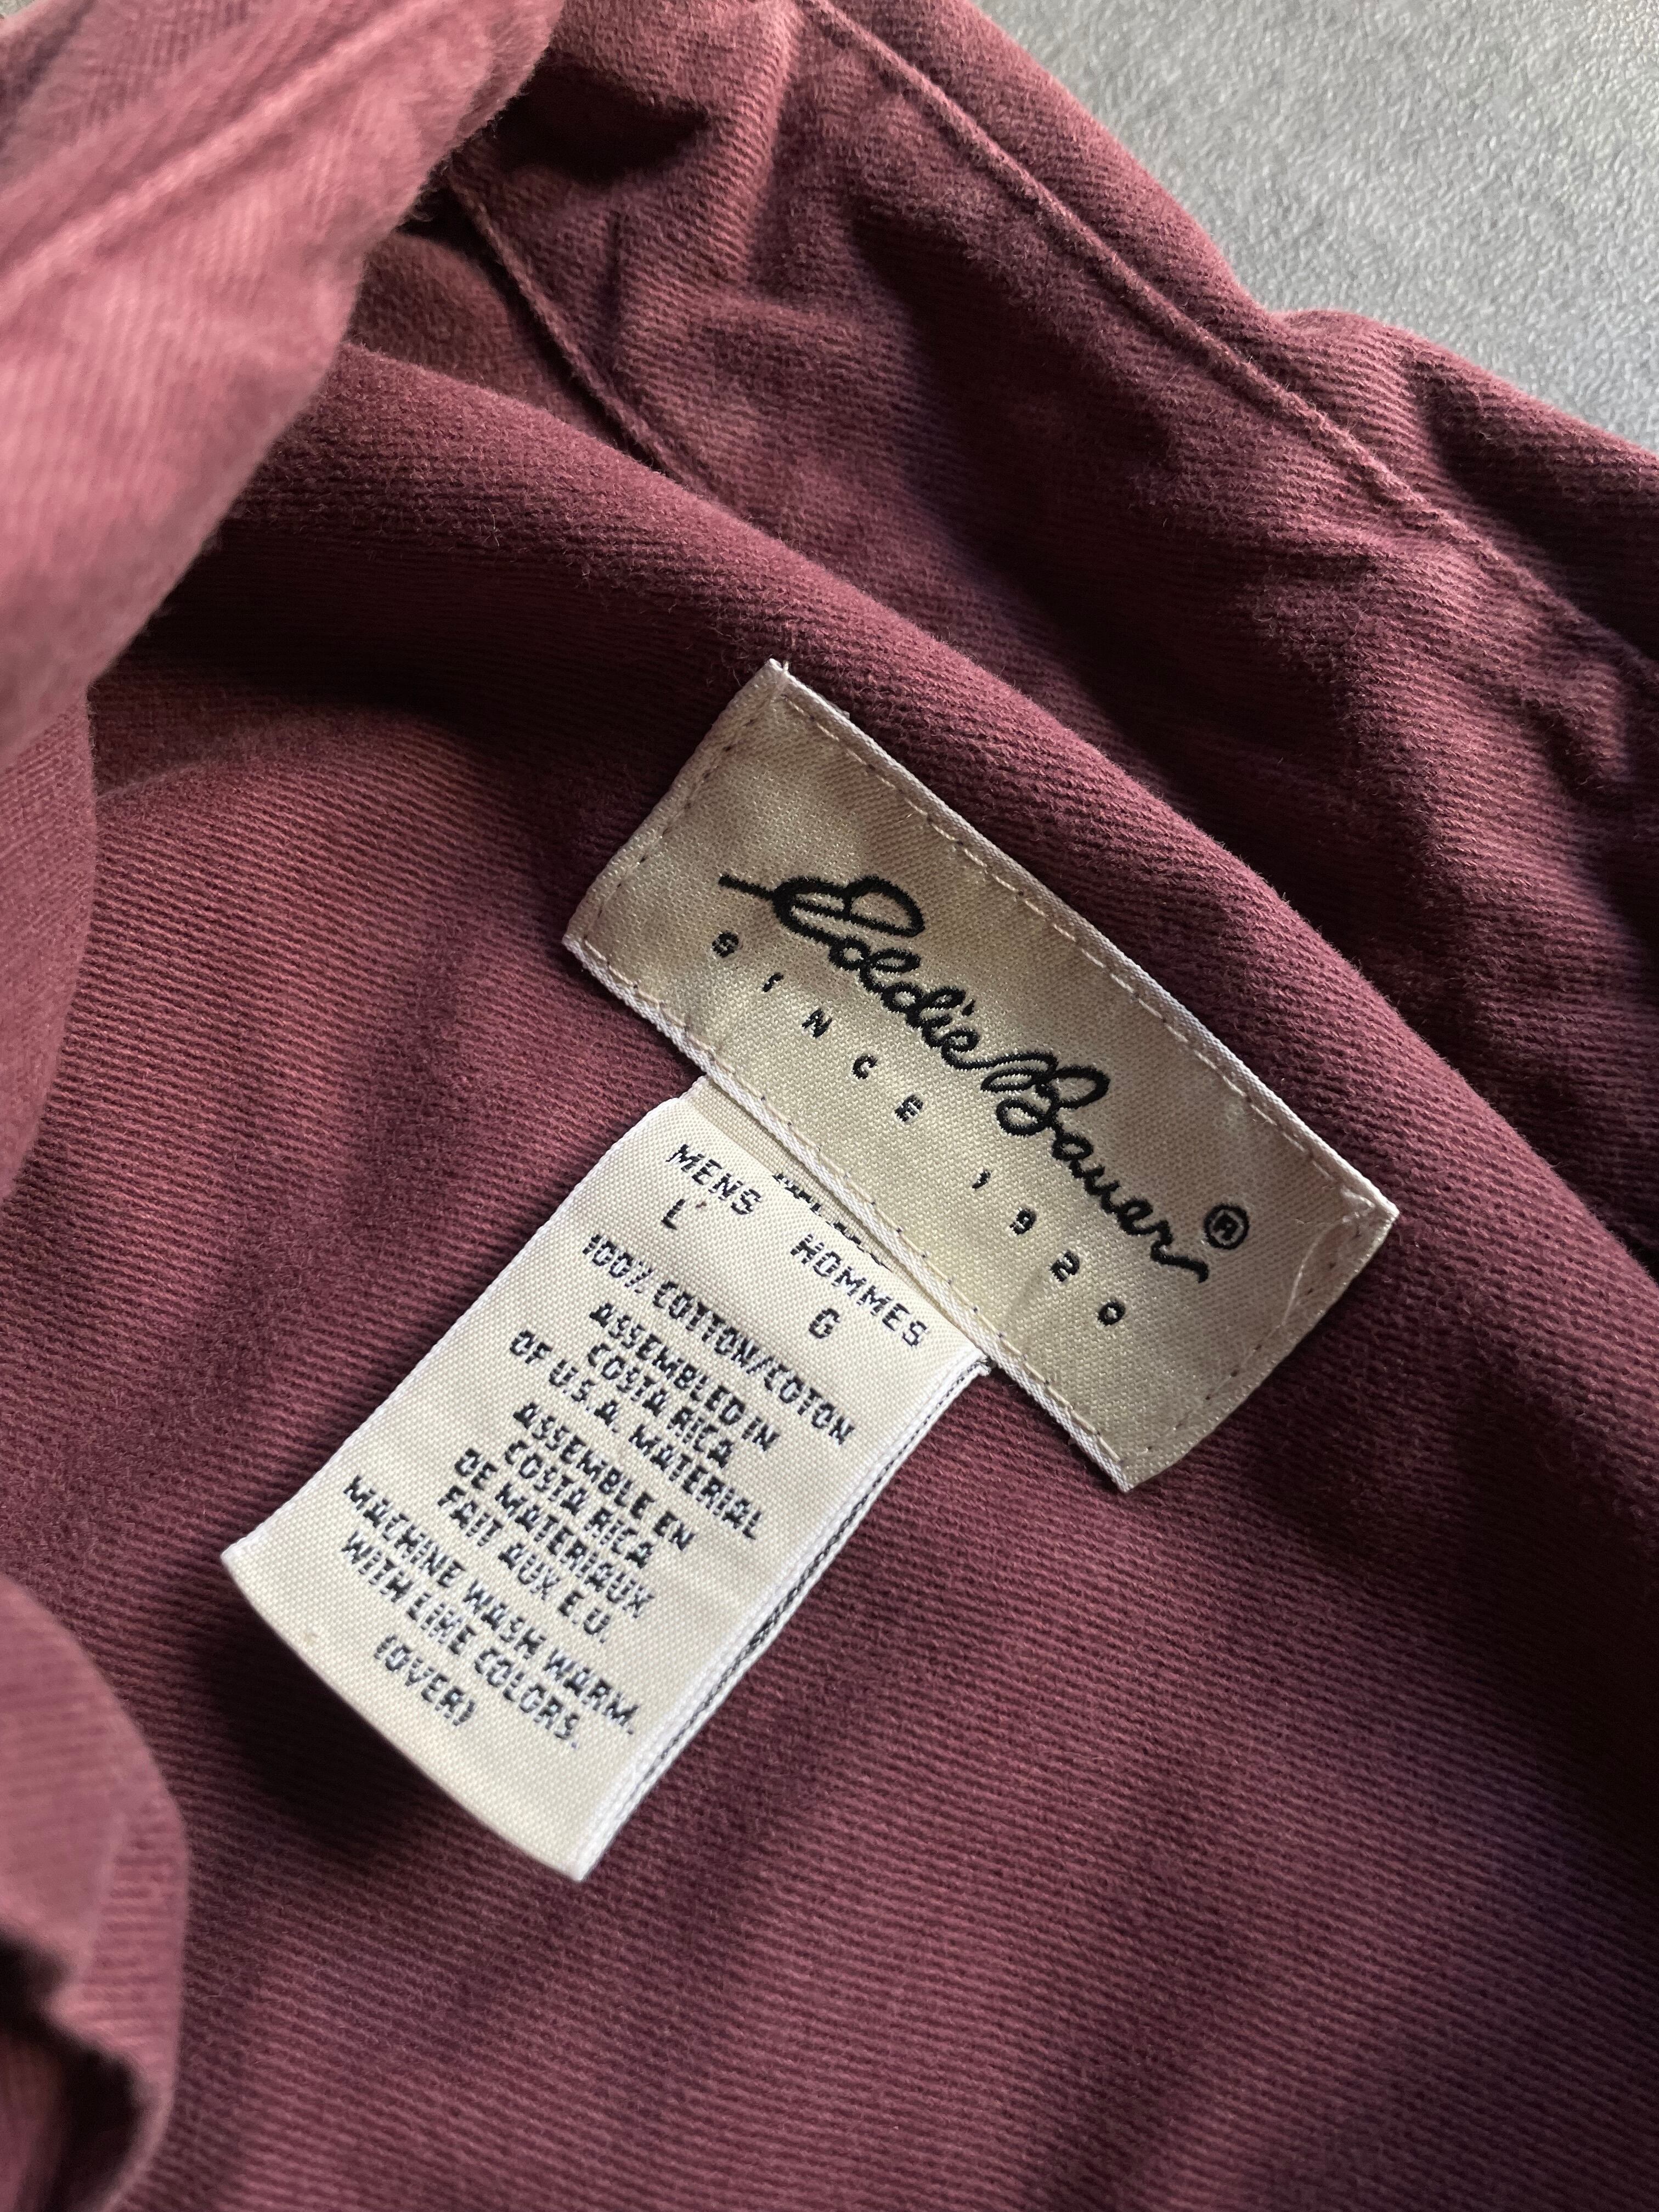 Eddie Bauer®
SINCE 1920
MENS HOMMES
L G
100% COTTON/COTON
ASSEMBLED IN
COSTA RICA
OF U.S.A. MATERIAL
ASSEMBLE EN
COSTA RICA
DE MATERIAUX
FAIT AUX E.U.
MACHINE WASH WARM.
WITH LIKE COLORS.
(OVER)